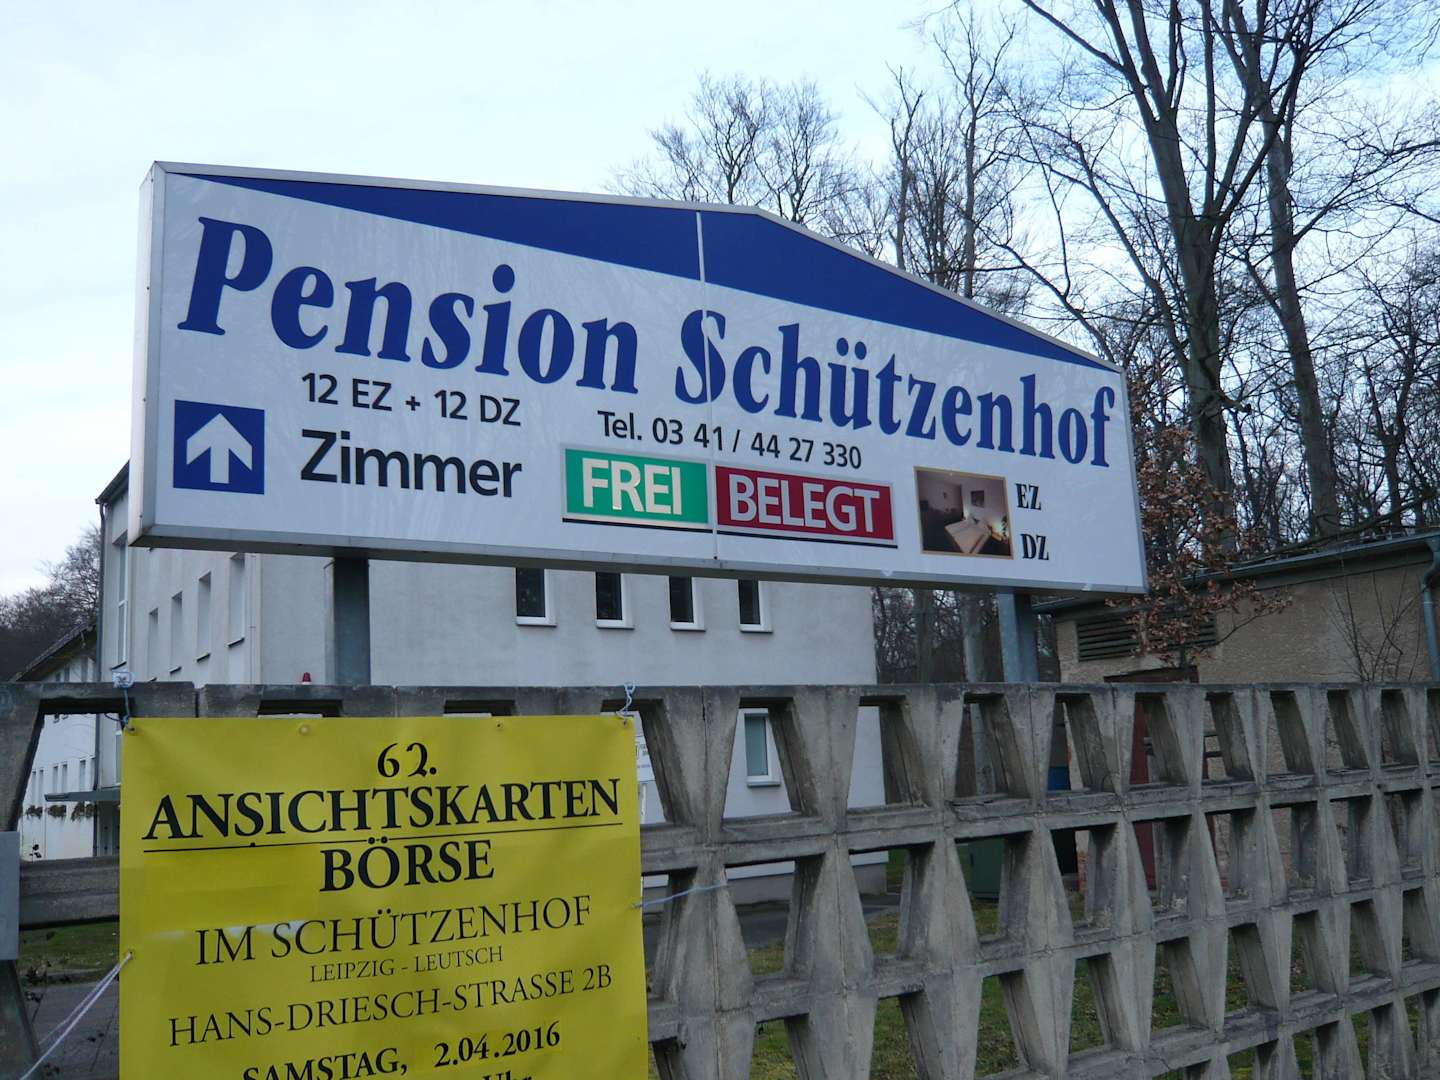 Pension Schützenhof
12 EZ + 12 DZ
Tel. 03 41 / 44 27 330
Zimmer
FREI
BELEGT
EZ
DZ
62.
ANSICHTSKARTEN
BÖRSE
IM SCHÜTZENHOF
LEIPZIG - LEUTSCH
HANS-DRIESCH-STRASSE 2B
SAMSTAG, 2.04.2016
Uhr